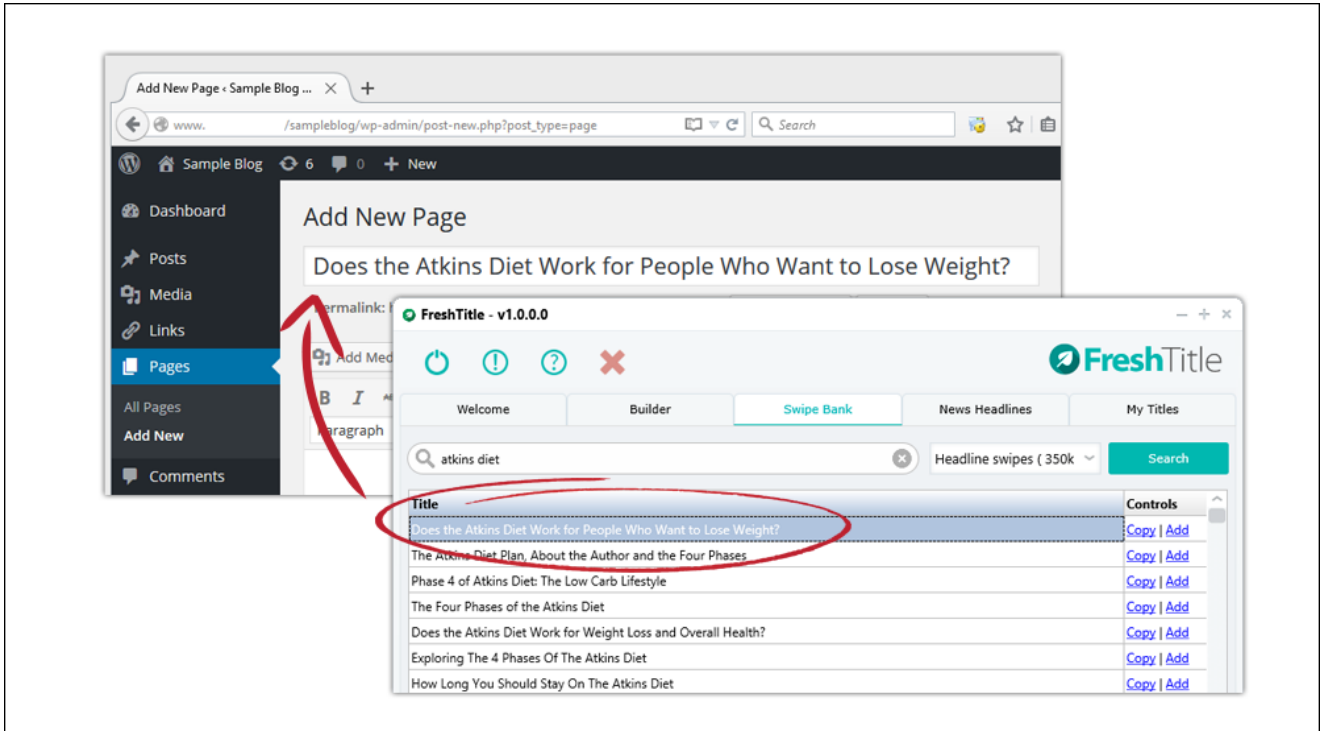 Add New Page ‹ Sample Blog ...
www. /sampleblog/wp-admin/post-new.php?post_type=page
Search
Sample Blog 6 0 New
Dashboard
Posts
Media
Links
Pages
All Pages
Add New
Comments
Add New Page
Does the Atkins Diet Work for People Who Want to Lose Weight?
Permalink:
Add Med
B I
Paragraph
FreshTitle - v1.0.0.0
FreshTitle
Welcome Builder Swipe Bank News Headlines My Titles
atkins diet Headline swipes ( 350k Search
Title Controls
Does the Atkins Diet Work for People Who Want to Lose Weight? Copy | Add
The Atkins Diet Plan, About the Author and the Four Phases Copy | Add
Phase 4 of Atkins Diet: The Low Carb Lifestyle Copy | Add
The Four Phases of the Atkins Diet Copy | Add
Does the Atkins Diet Work for Weight Loss and Overall Health? Copy | Add
Exploring The 4 Phases Of The Atkins Diet Copy | Add
How Long You Should Stay On The Atkins Diet Copy | Add